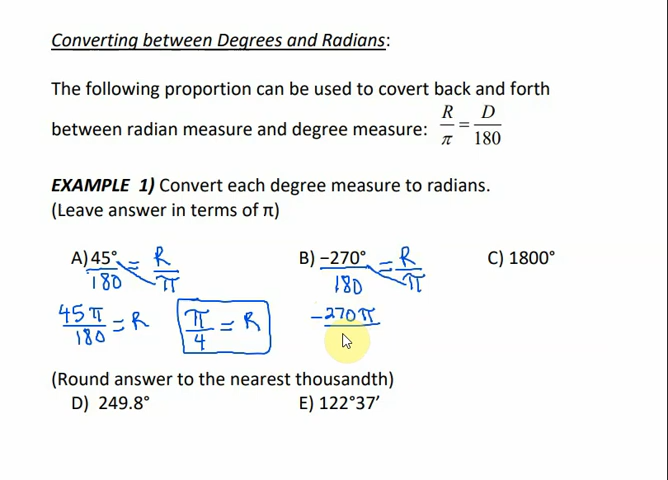 Converting between Degrees and Radians:
The following proportion can be used to covert back and forth
between radian measure and degree measure: R/π = D/180
EXAMPLE 1) Convert each degree measure to radians.
(Leave answer in terms of π)
A) 45°/180 = R/π B) −270°/180 = R/π C) 1800°
45π/180 = R π/4 = R −270π
(Round answer to the nearest thousandth)
D) 249.8° E) 122°37′